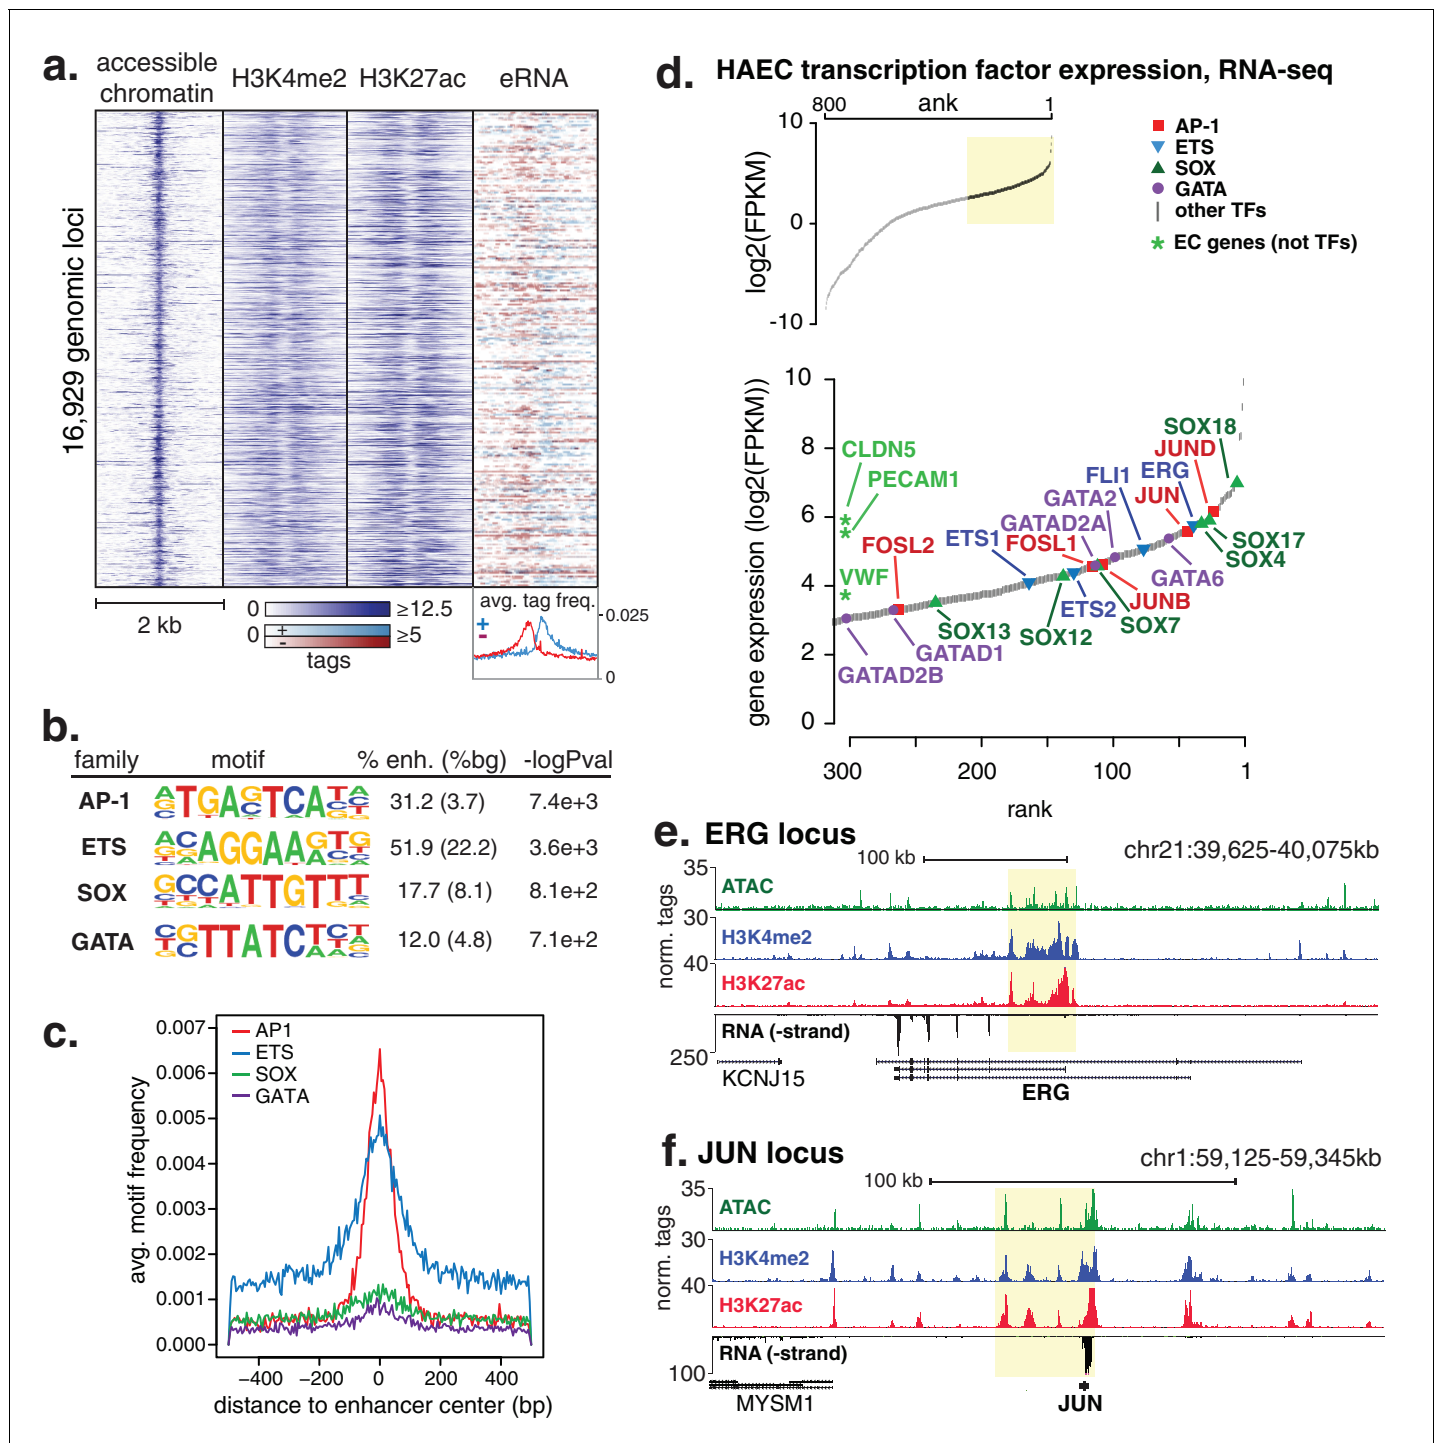 a.
accessible
chromatin
H3K4me2
H3K27ac
eRNA
16,929 genomic loci
2 kb
0 ≥12.5
0 + - ≥5
tags
avg. tag freq.
+
-
0.025
0
b.
family motif % enh. (%bg) -logPval
AP-1 31.2 (3.7) 7.4e+3
ETS 51.9 (22.2) 3.6e+3
SOX 17.7 (8.1) 8.1e+2
GATA 12.0 (4.8) 7.1e+2
c.
AP1
ETS
SOX
GATA
avg. motif frequency
0.007
0.006
0.005
0.004
0.003
0.002
0.001
0.000
−400 −200 0 200 400
distance to enhancer center (bp)
d. HAEC transcription factor expression, RNA-seq
800 ank 1
log2(FPKM)
10
0
-10
AP-1
ETS
SOX
GATA
other TFs
* EC genes (not TFs)
gene expression (log2(FPKM))
10
8
6
4
2
0
CLDN5
PECAM1
*
*
VWF
*
FOSL2
ETS1
FOSL1
GATAD2A
GATA2
FLI1
ERG
JUN
JUND
SOX18
SOX17
SOX4
GATA6
JUNB
SOX7
ETS2
SOX12
SOX13
GATAD1
GATAD2B
300 200 100 1
rank
e. ERG locus
100 kb
chr21:39,625-40,075kb
norm. tags
35
ATAC
30
H3K4me2
40
H3K27ac
RNA (-strand)
250
KCNJ15
ERG
f. JUN locus
chr1:59,125-59,345kb
100 kb
norm. tags
35
ATAC
30
H3K4me2
40
H3K27ac
RNA (-strand)
100
MYSM1
JUN